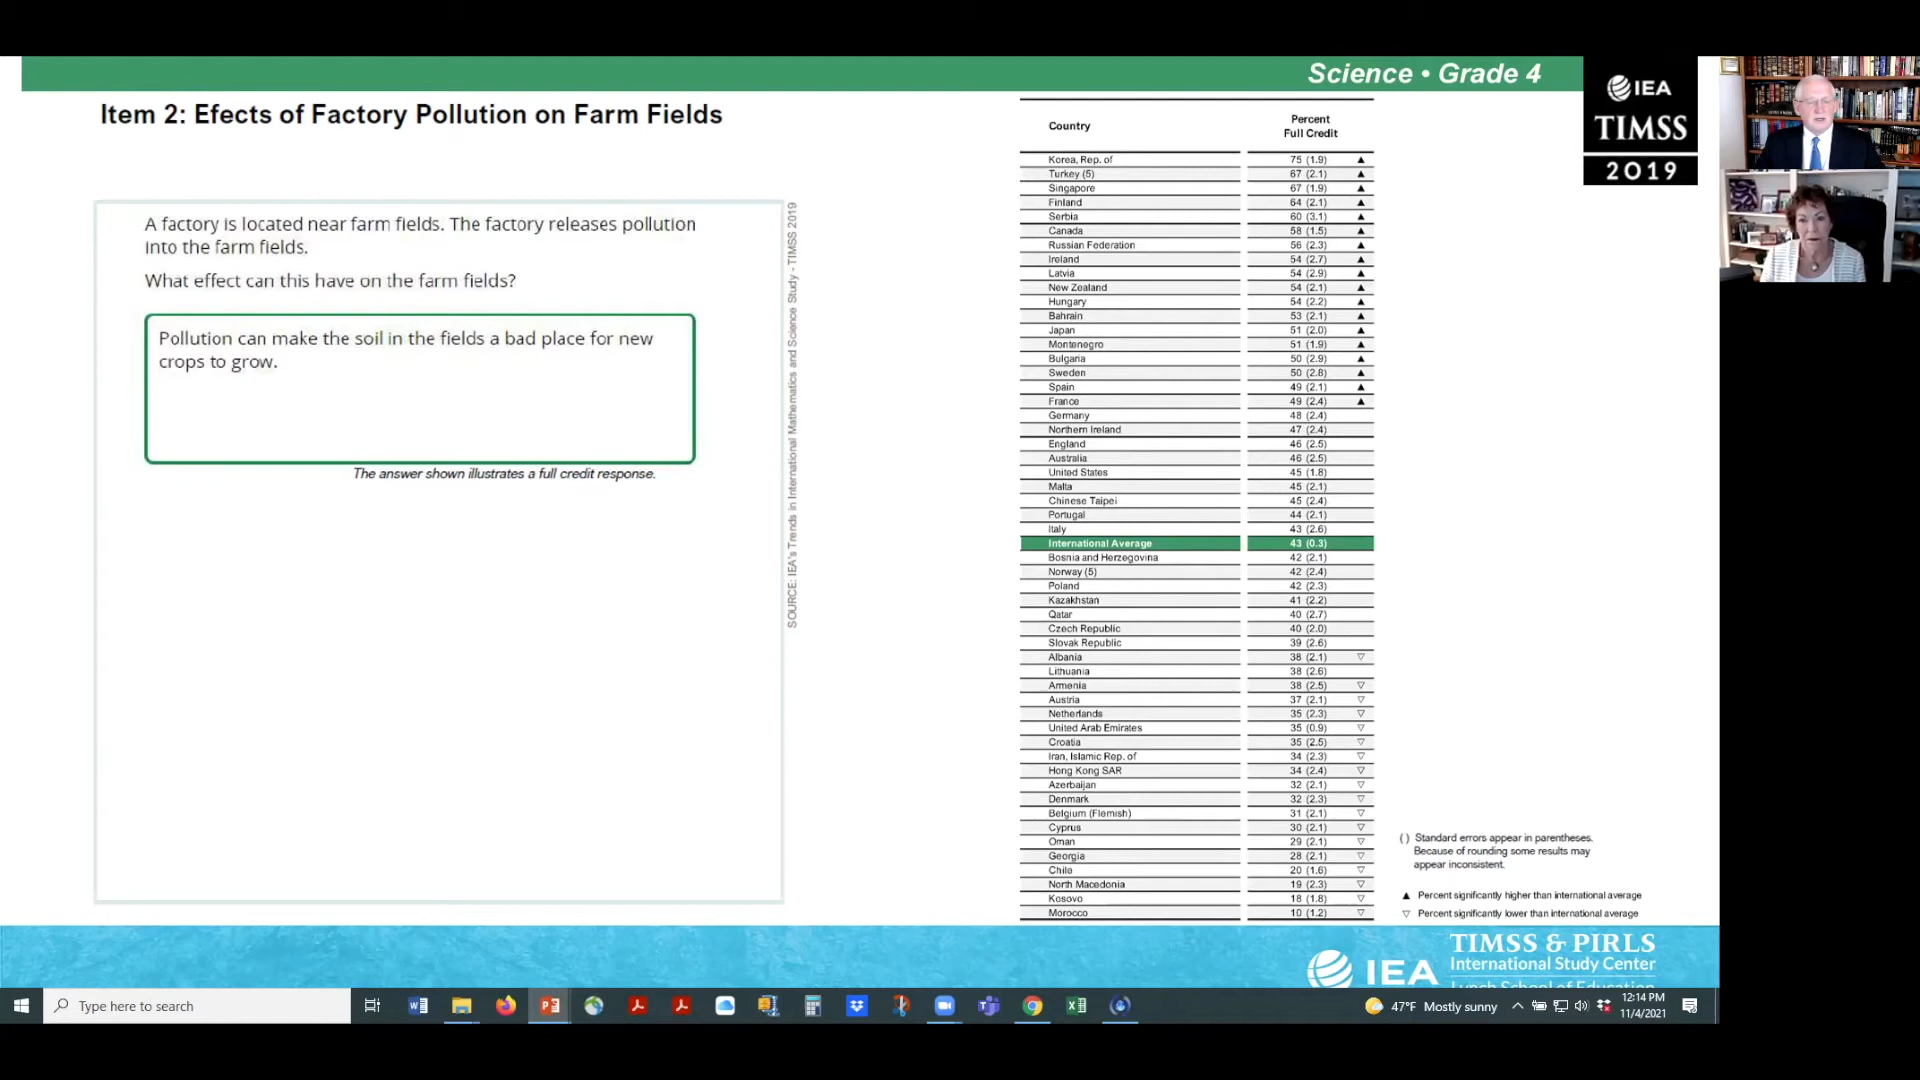 Science • Grade 4
IEA
TIMSS
2019
Item 2: Efects of Factory Pollution on Farm Fields
A factory is located near farm fields. The factory releases pollution
into the farm fields.
What effect can this have on the farm fields?
Pollution can make the soil in the fields a bad place for new
crops to grow.
The answer shown illustrates a full credit response.
SOURCE: IEA's Trends in International Mathematics and Science Study - TIMSS 2019
Country Percent
Full Credit
Korea, Rep. of 75 (1.9) ▲
Turkey (5) 67 (2.1) ▲
Singapore 67 (1.9) ▲
Finland 64 (2.1) ▲
Serbia 60 (3.1) ▲
Canada 58 (1.5) ▲
Russian Federation 56 (2.3) ▲
Ireland 54 (2.7) ▲
Latvia 54 (2.9) ▲
New Zealand 54 (2.1) ▲
Hungary 54 (2.2) ▲
Bahrain 53 (2.1) ▲
Japan 51 (2.0) ▲
Montenegro 51 (1.9) ▲
Bulgaria 50 (2.9) ▲
Sweden 50 (2.8) ▲
Spain 49 (2.1) ▲
France 49 (2.4) ▲
Germany 48 (2.4)
Northern Ireland 47 (2.4)
England 46 (2.5)
Australia 46 (2.5)
United States 45 (1.8)
Malta 45 (2.1)
Chinese Taipei 45 (2.4)
Portugal 44 (2.1)
Italy 43 (2.6)
International Average 43 (0.3)
Bosnia and Herzegovina 42 (2.1)
Norway (5) 42 (2.4)
Poland 42 (2.3)
Kazakhstan 41 (2.2)
Qatar 40 (2.7)
Czech Republic 40 (2.0)
Slovak Republic 39 (2.6)
Albania 38 (2.1) ▽
Lithuania 38 (2.6)
Armenia 38 (2.5) ▽
Austria 37 (2.1) ▽
Netherlands 35 (2.3) ▽
United Arab Emirates 35 (0.9) ▽
Croatia 35 (2.5) ▽
Iran, Islamic Rep. of 34 (2.3) ▽
Hong Kong SAR 34 (2.4) ▽
Azerbaijan 32 (2.1) ▽
Denmark 32 (2.3) ▽
Belgium (Flemish) 31 (2.1) ▽
Cyprus 30 (2.1) ▽
Oman 29 (2.1) ▽
Georgia 28 (2.1) ▽
Chile 20 (1.6) ▽
North Macedonia 19 (2.3) ▽
Kosovo 18 (1.8) ▽
Morocco 10 (1.2) ▽
( ) Standard errors appear in parentheses.
Because of rounding some results may
appear inconsistent.
▲ Percent significantly higher than international average
▽ Percent significantly lower than international average
IEA
TIMSS & PIRLS
International Study Center
Lynch School of Education
Type here to search
47°F Mostly sunny
12:14 PM
11/4/2021